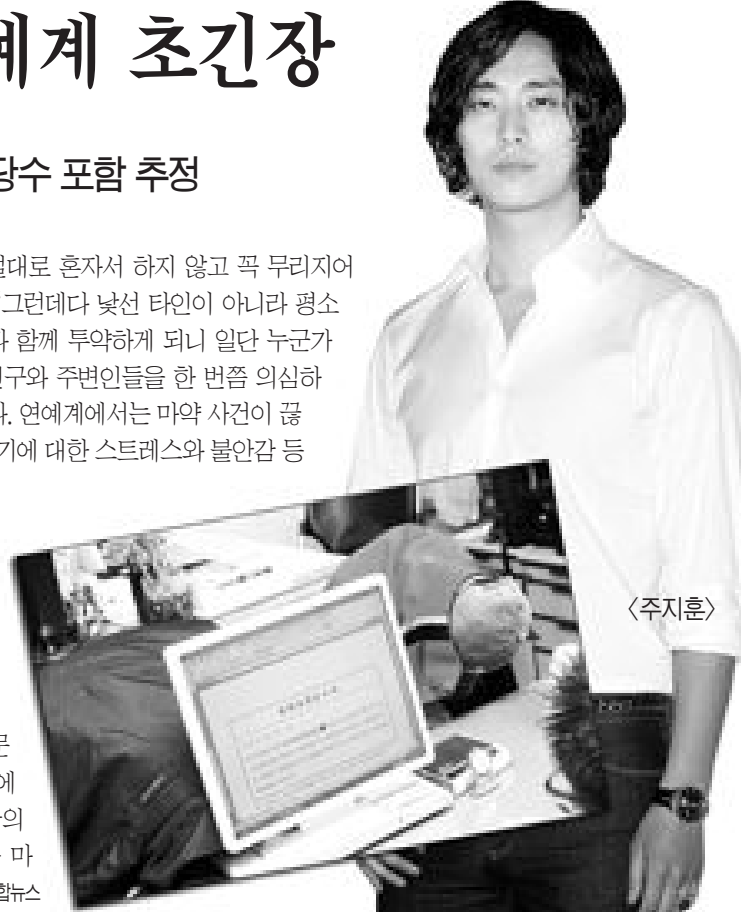 예계 초긴장
당수 포함 추정
절대로 혼자서 하지 않고 꼭 무리지어
그런데다 낯선 타인이 아니라 평소
함께 투약하게 되니 일단 누군가
친구와 주변인들을 한 번쯤 의심하
다. 연예계에서는 마약 사건이 끊
기에 대한 스트레스와 불안감 등
〈주지훈〉
에
의
마
합뉴스